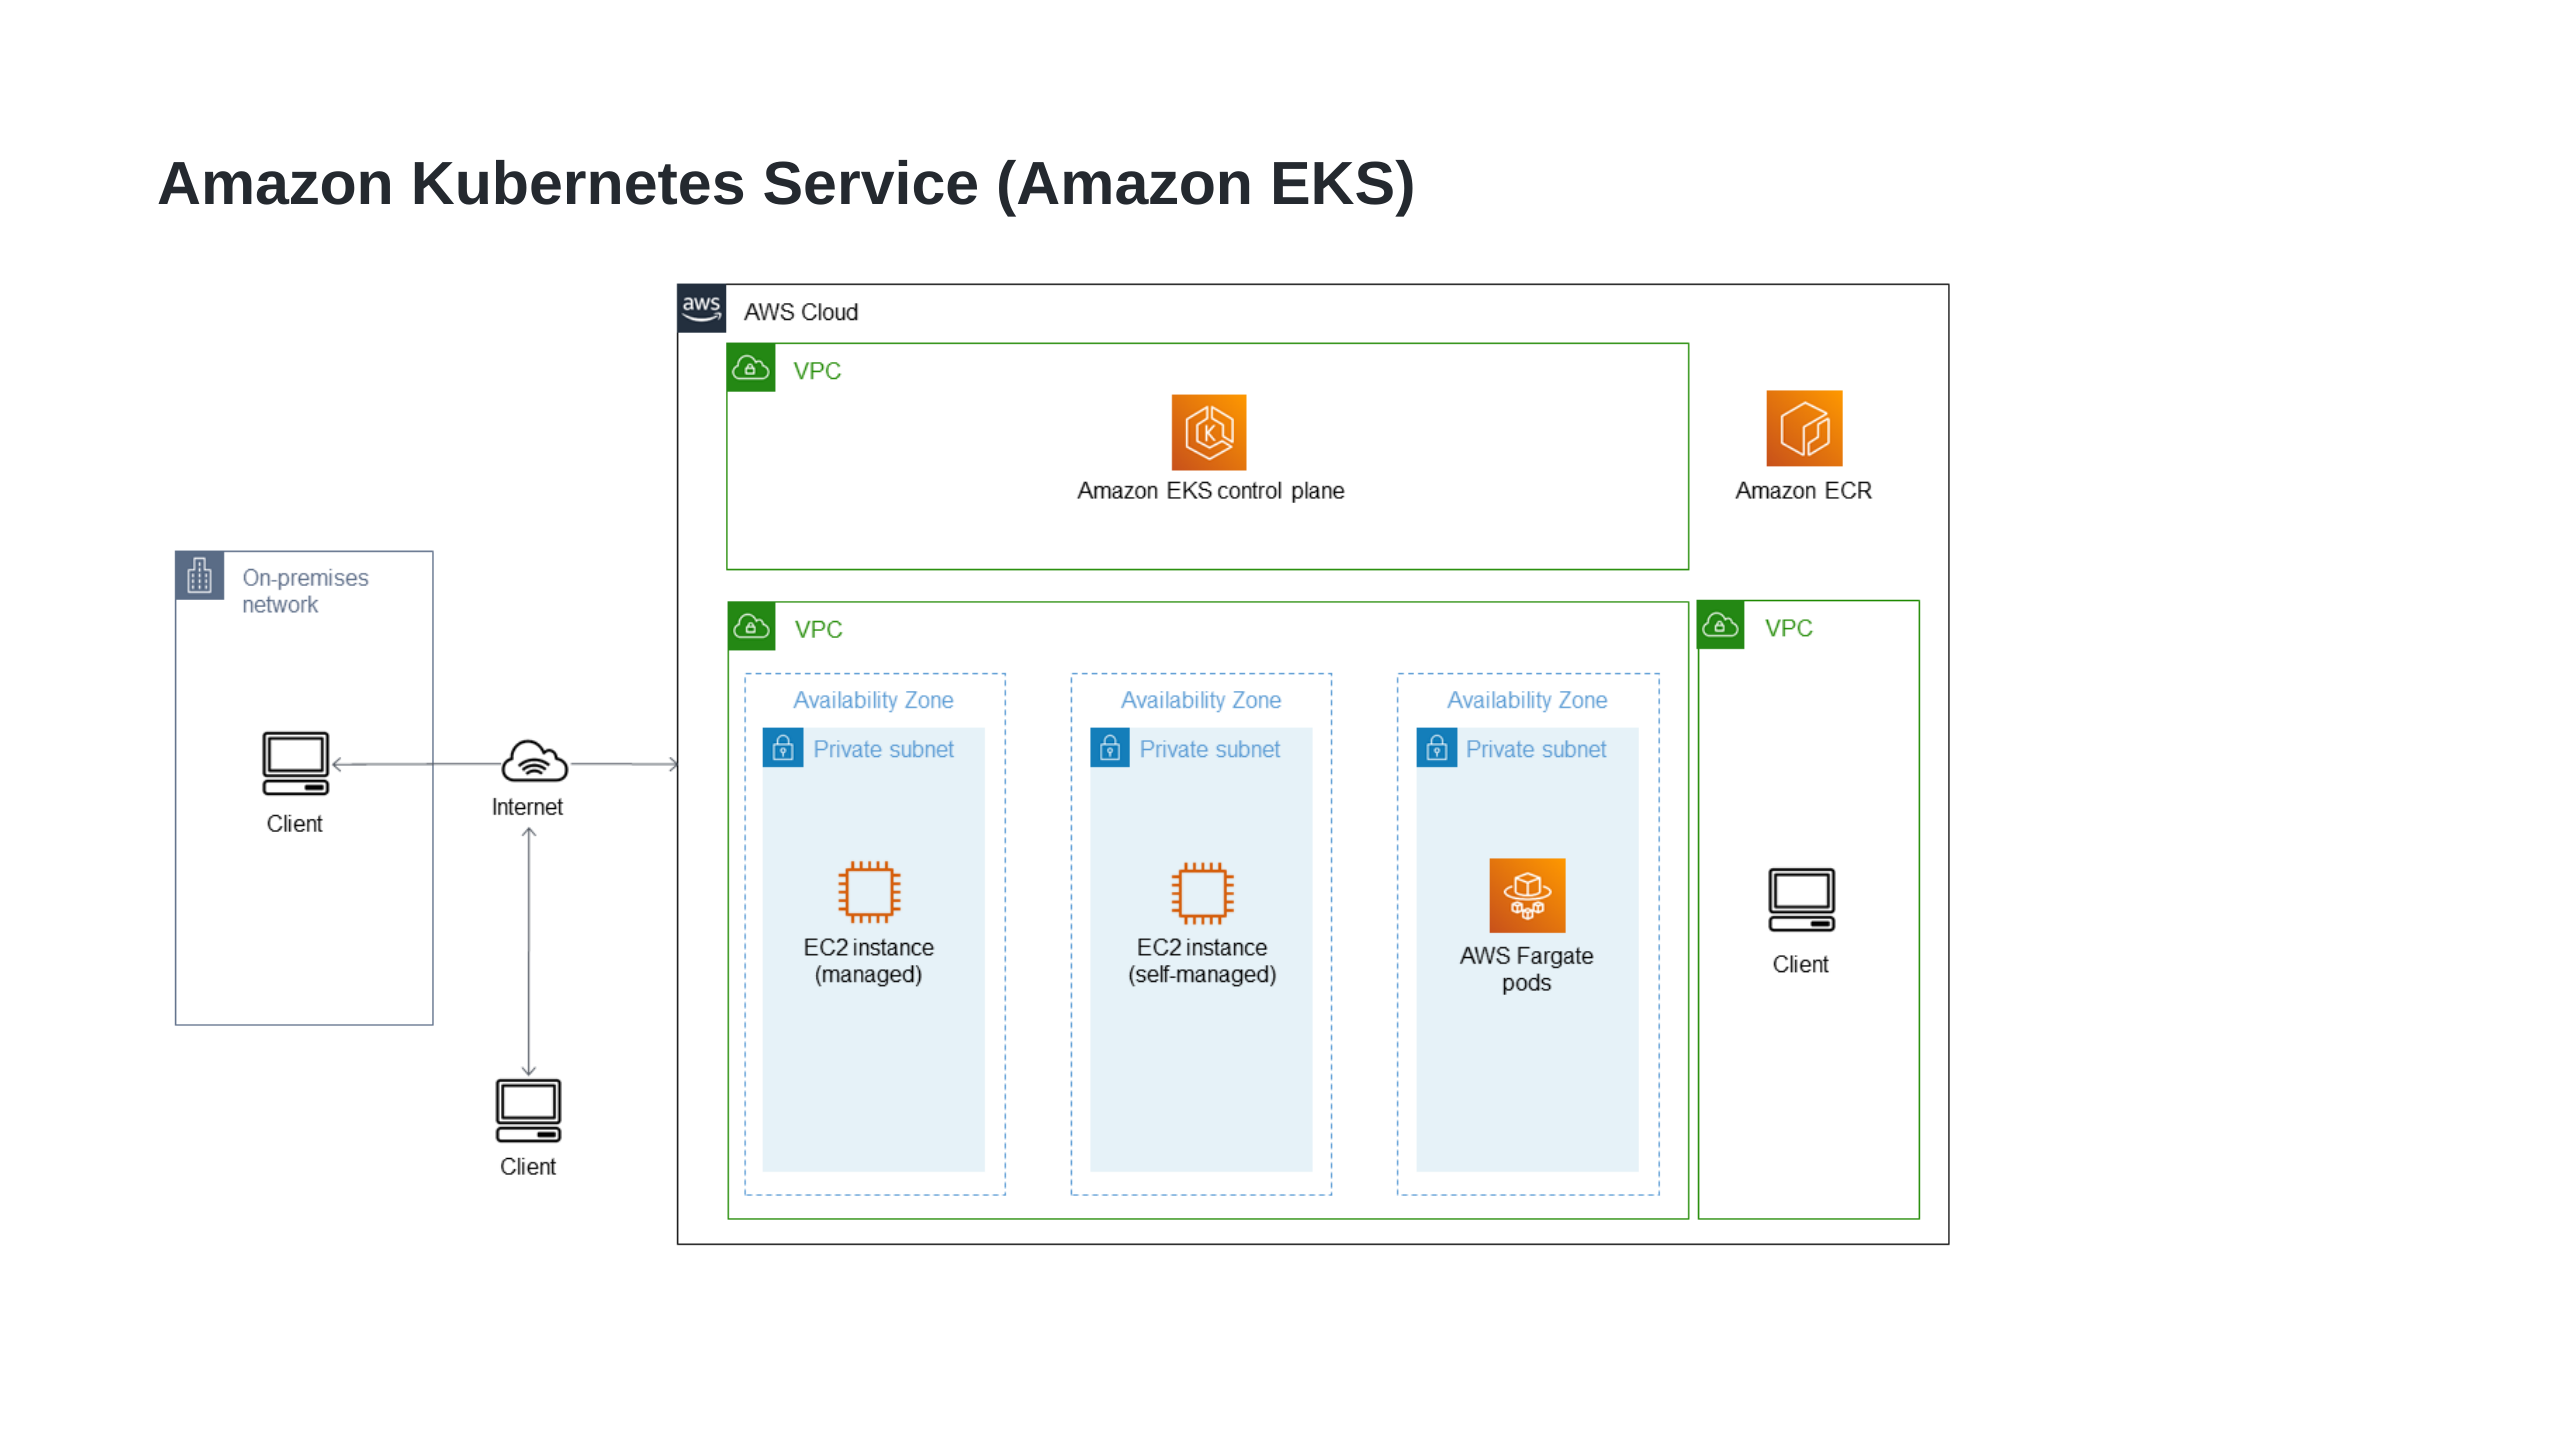 Amazon Kubernetes Service (Amazon EKS)
aws
AWS Cloud
VPC
K
Amazon EKS control plane
Amazon ECR
On-premises
network
Client
Internet
Client
VPC
Availability Zone
Private subnet
EC2 instance
(managed)
Availability Zone
Private subnet
EC2 instance
(self-managed)
Availability Zone
Private subnet
AWS Fargate
pods
VPC
Client